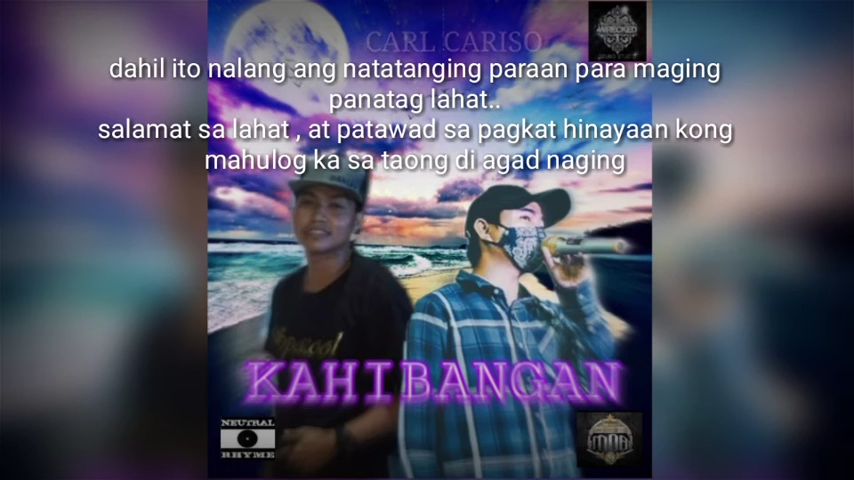 CARL CARISO
WRECKED
dahil ito nalang ang natatanging paraan para maging
panatag lahat..
salamat sa lahat , at patawad sa pagkat hinayaan kong
mahulog ka sa taong di agad naging
KAHIBANGAN
NEUTRAL
RHYME